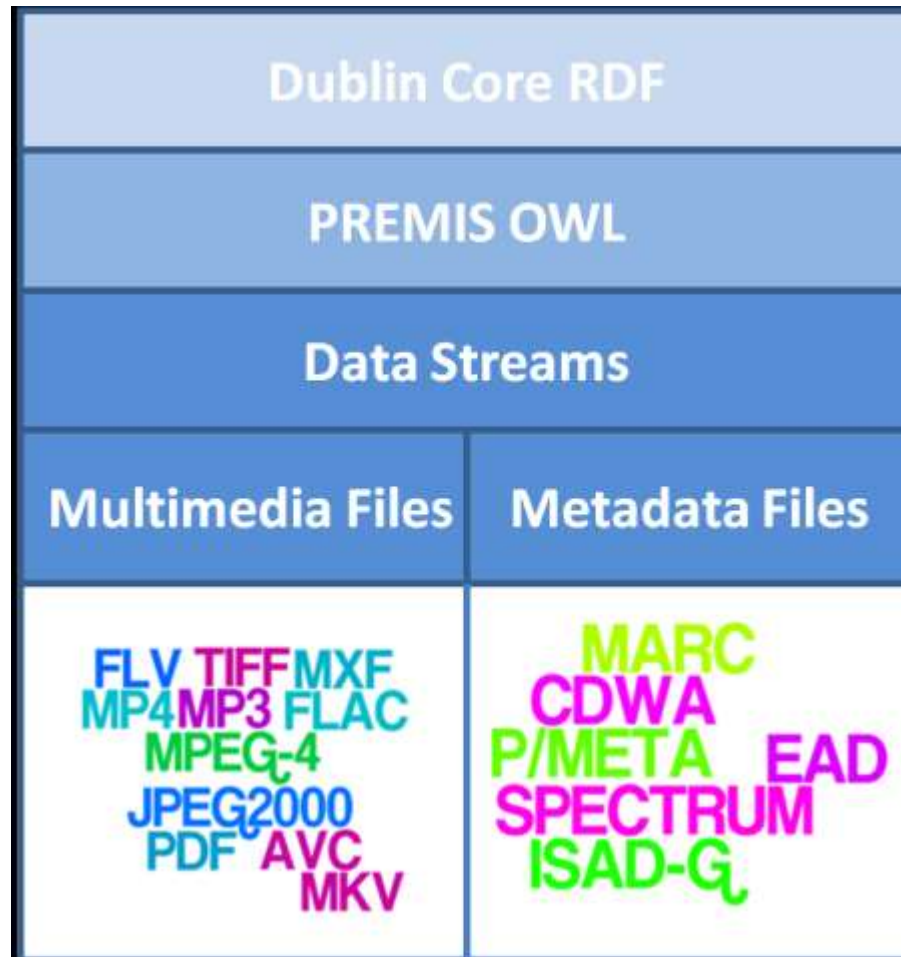 Dublin Core RDF
PREMIS OWL
Data Streams
Multimedia Files
Metadata Files
FLV TIFF MXF
MP4 MP3 FLAC
MPEG-4
JPEG2000
PDF AVC
MKV
MARC
CDWA
P/META EAD
SPECTRUM
ISAD-G